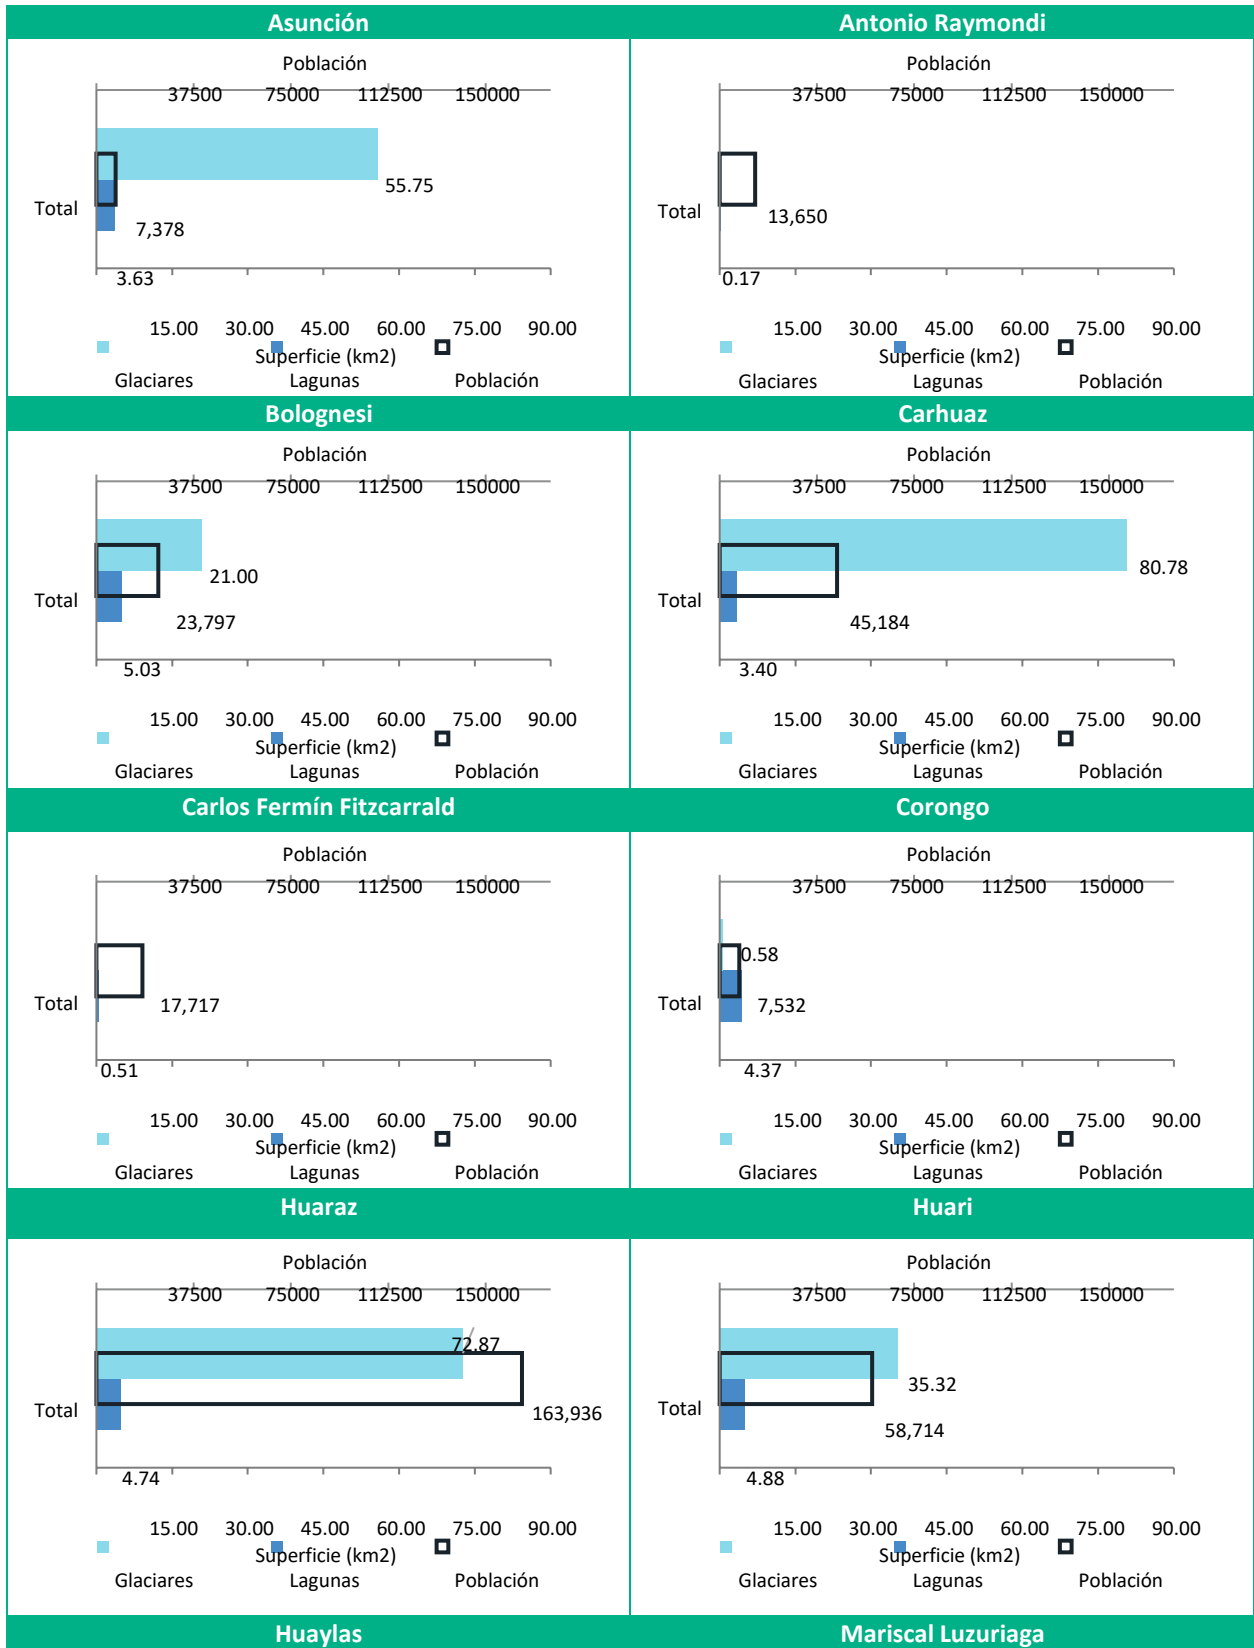 Asunción
Antonio Raymondi
Población
37500 75000 112500 150000
55.75
Total
7,378
3.63
15.00 30.00 45.00 60.00 75.00 90.00
Superficie (km2)
Glaciares Lagunas Población
Población
37500 75000 112500 150000
Total
13,650
0.17
15.00 30.00 45.00 60.00 75.00 90.00
Superficie (km2)
Glaciares Lagunas Población
Bolognesi
Carhuaz
Población
37500 75000 112500 150000
21.00
Total
23,797
5.03
15.00 30.00 45.00 60.00 75.00 90.00
Superficie (km2)
Glaciares Lagunas Población
Población
37500 75000 112500 150000
80.78
Total
45,184
3.40
15.00 30.00 45.00 60.00 75.00 90.00
Superficie (km2)
Glaciares Lagunas Población
Carlos Fermín Fitzcarrald
Corongo
Población
37500 75000 112500 150000
Total
17,717
0.51
15.00 30.00 45.00 60.00 75.00 90.00
Superficie (km2)
Glaciares Lagunas Población
Población
37500 75000 112500 150000
0.58
Total
7,532
4.37
15.00 30.00 45.00 60.00 75.00 90.00
Superficie (km2)
Glaciares Lagunas Población
Huaraz
Huari
Población
37500 75000 112500 150000
72.87
Total
163,936
4.74
15.00 30.00 45.00 60.00 75.00 90.00
Superficie (km2)
Glaciares Lagunas Población
Población
37500 75000 112500 150000
35.32
Total
58,714
4.88
15.00 30.00 45.00 60.00 75.00 90.00
Superficie (km2)
Glaciares Lagunas Población
Huaylas
Mariscal Luzuriaga